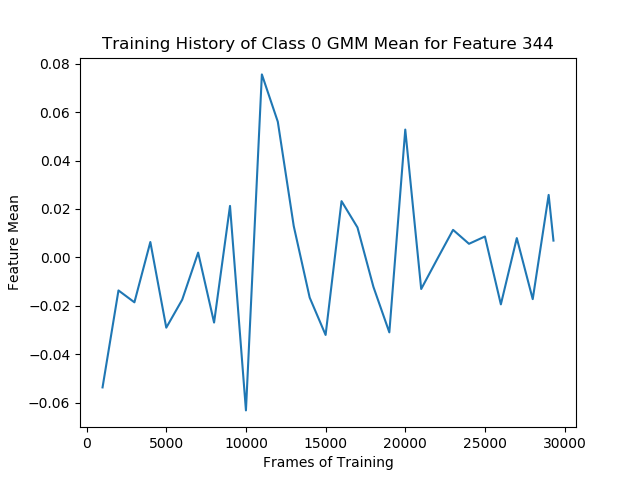 Training History of Class 0 GMM Mean for Feature 344
0.08
0.06
0.04
0.02
0.00
−0.02
−0.04
−0.06
Feature Mean
0 5000 10000 15000 20000 25000 30000
Frames of Training